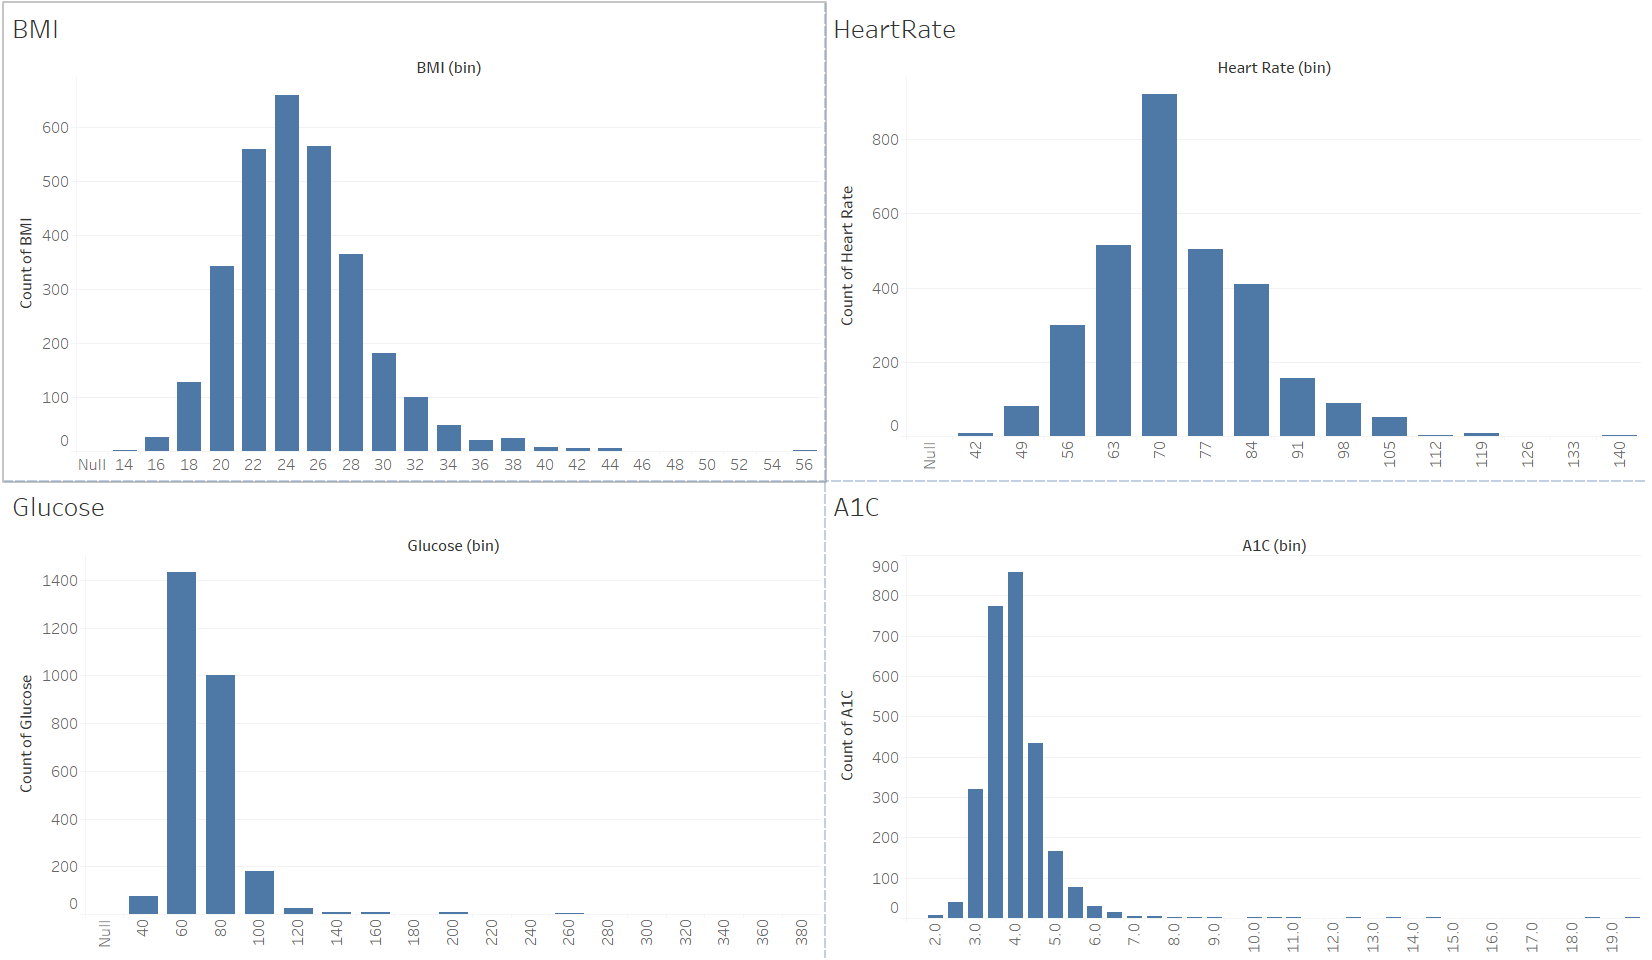 BMI
BMI (bin)
Count of BMI
600
500
400
300
200
100
0
Null 14 16 18 20 22 24 26 28 30 32 34 36 38 40 42 44 46 48 50 52 54 56
HeartRate
Heart Rate (bin)
Count of Heart Rate
800
600
400
200
0
Null 42 49 56 63 70 77 84 91 98 105 112 119 126 133 140
Glucose
Glucose (bin)
Count of Glucose
1400
1200
1000
800
600
400
200
0
Null 40 60 80 100 120 140 160 180 200 220 240 260 280 300 320 340 360 380
A1C
A1C (bin)
Count of A1C
900
800
700
600
500
400
300
200
100
0
2.0 3.0 4.0 5.0 6.0 7.0 8.0 9.0 10.0 11.0 12.0 13.0 14.0 15.0 16.0 17.0 18.0 19.0